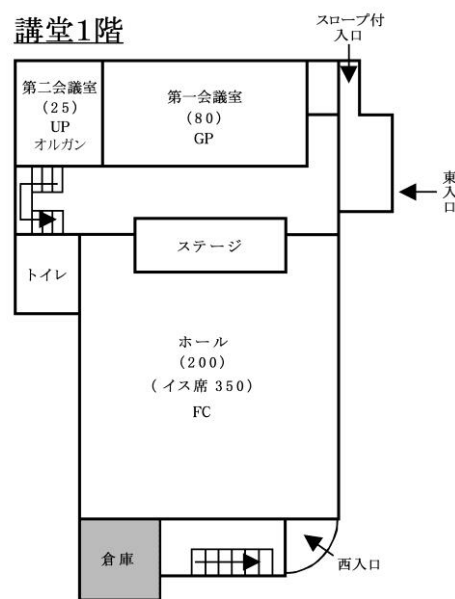 講堂1階
スロープ付
入口
第二会議室
(25)
UP
オルガン
第一会議室
(80)
GP
東入口
ステージ
トイレ
ホール
(200)
(イス席 350)
FC
倉庫
西入口